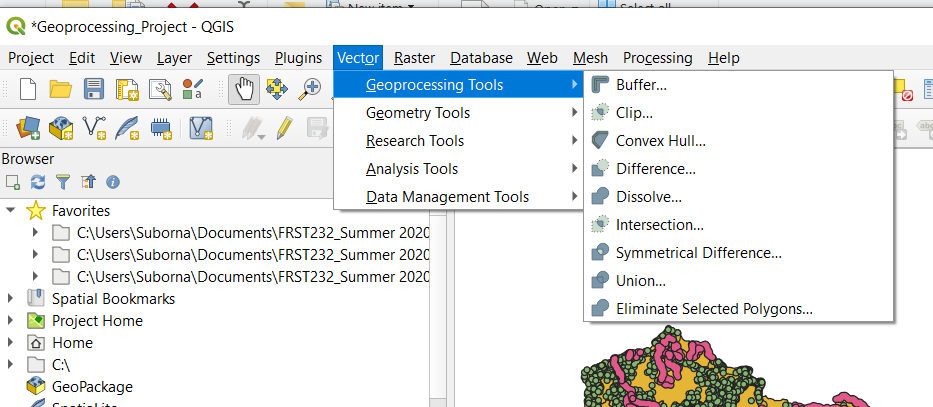 New item
Open
Select all
*Geoprocessing_Project - QGIS
Project Edit View Layer Settings Plugins Vector Raster Database Web Mesh Processing Help
Geoprocessing Tools
Geometry Tools
Research Tools
Analysis Tools
Data Management Tools
Buffer...
Clip...
Convex Hull...
Difference...
Dissolve...
Intersection...
Symmetrical Difference...
Union...
Eliminate Selected Polygons...
Browser
Favorites
C:\Users\Suborna\Documents\FRST232_Summer 2020
C:\Users\Suborna\Documents\FRST232_Summer 2020
C:\Users\Suborna\Documents\FRST232_Summer 2020
Spatial Bookmarks
Project Home
Home
C:\
GeoPackage
SpatiaLite